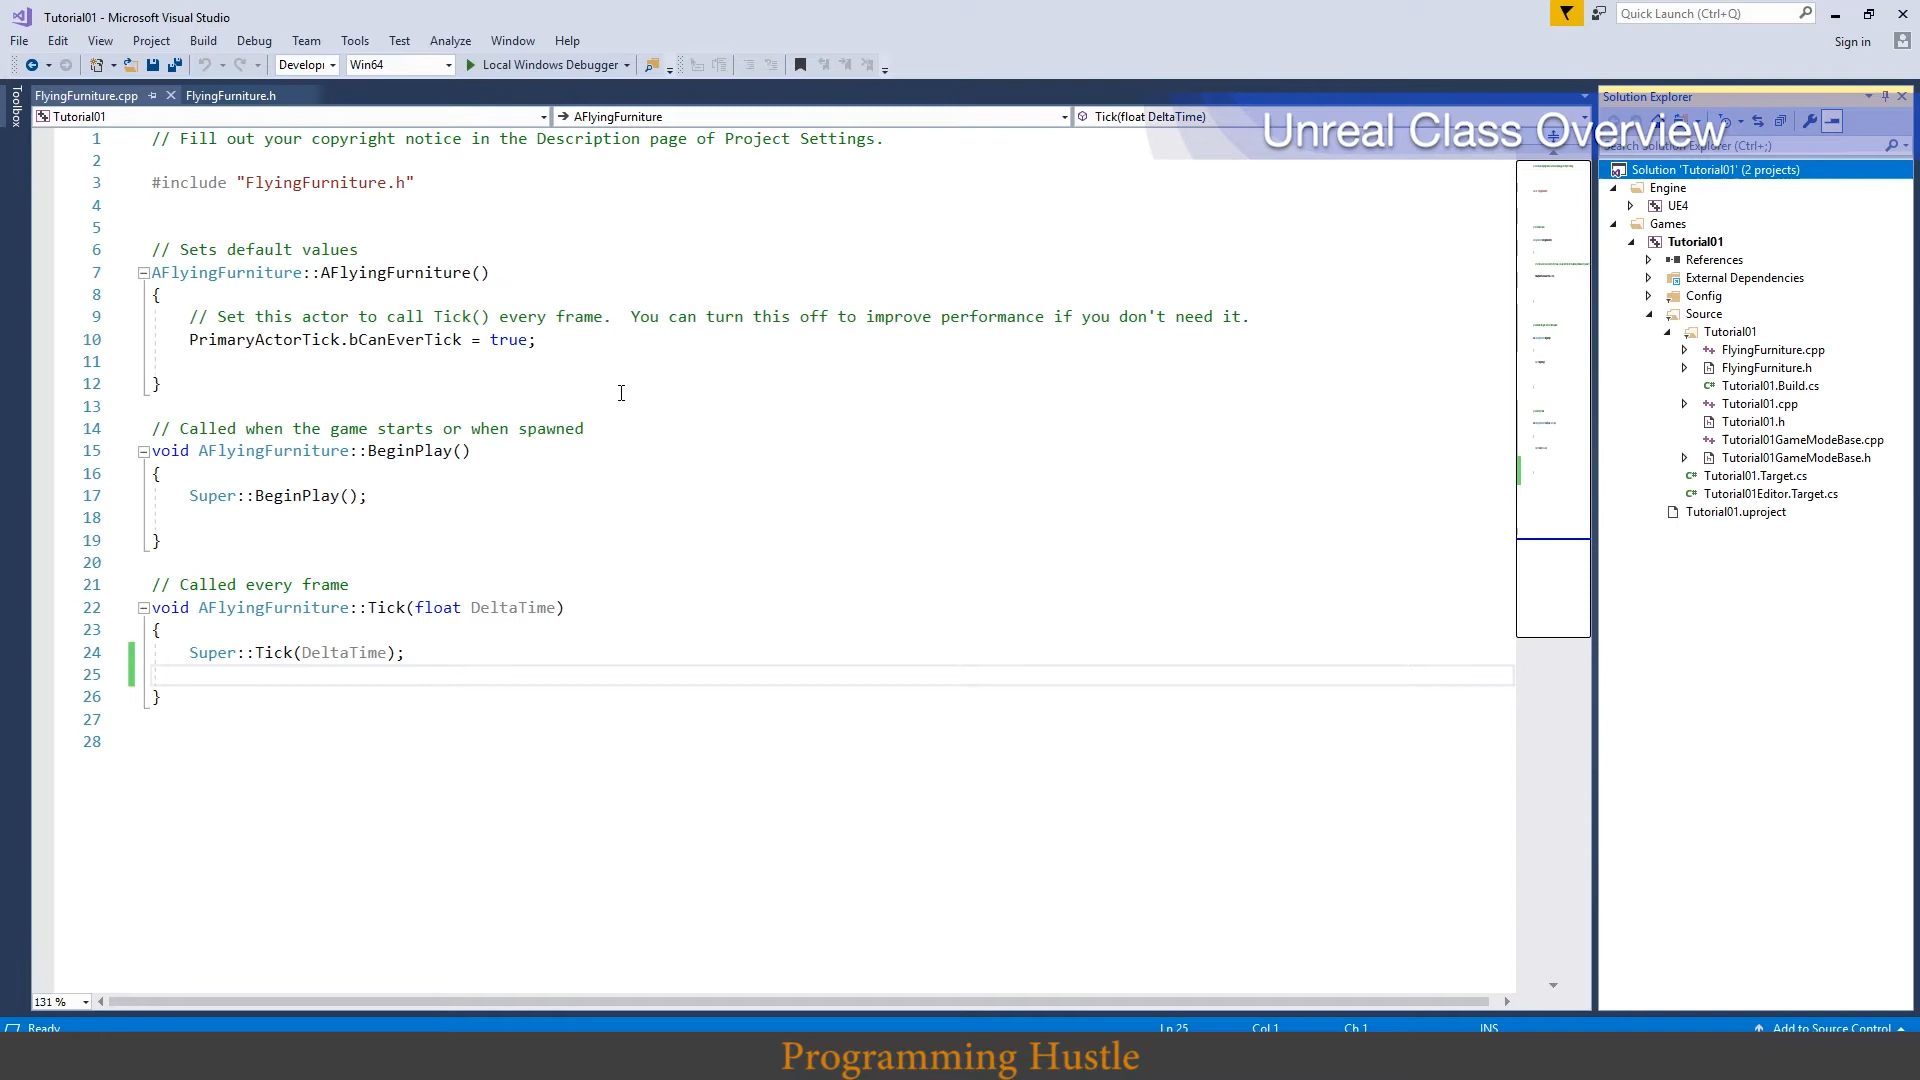 Tutorial01 - Microsoft Visual Studio
Quick Launch (Ctrl+Q)
File Edit View Project Build Debug Team Tools Test Analyze Window Help
Sign in
Develop Win64 Local Windows Debugger
Toolbox
FlyingFurniture.cpp FlyingFurniture.h
Tutorial01 AFlyingFurniture Tick(float DeltaTime)
Unreal Class Overview
1 // Fill out your copyright notice in the Description page of Project Settings.
2
3 #include "FlyingFurniture.h"
4
5
6 // Sets default values
7 AFlyingFurniture::AFlyingFurniture()
8 {
9 // Set this actor to call Tick() every frame.  You can turn this off to improve performance if you don't need it.
10 PrimaryActorTick.bCanEverTick = true;
11
12 }
13
14 // Called when the game starts or when spawned
15 void AFlyingFurniture::BeginPlay()
16 {
17 Super::BeginPlay();
18
19 }
20
21 // Called every frame
22 void AFlyingFurniture::Tick(float DeltaTime)
23 {
24 Super::Tick(DeltaTime);
25
26 }
27
28
131 %
Solution Explorer
Search Solution Explorer (Ctrl+;)
Solution 'Tutorial01' (2 projects)
Engine
UE4
Games
Tutorial01
References
External Dependencies
Config
Source
Tutorial01
FlyingFurniture.cpp
FlyingFurniture.h
Tutorial01.Build.cs
Tutorial01.cpp
Tutorial01.h
Tutorial01GameModeBase.cpp
Tutorial01GameModeBase.h
Tutorial01.Target.cs
Tutorial01Editor.Target.cs
Tutorial01.uproject
Ready Ln 25 Col 1 Ch 1 INS Add to Source Control
Programming Hustle